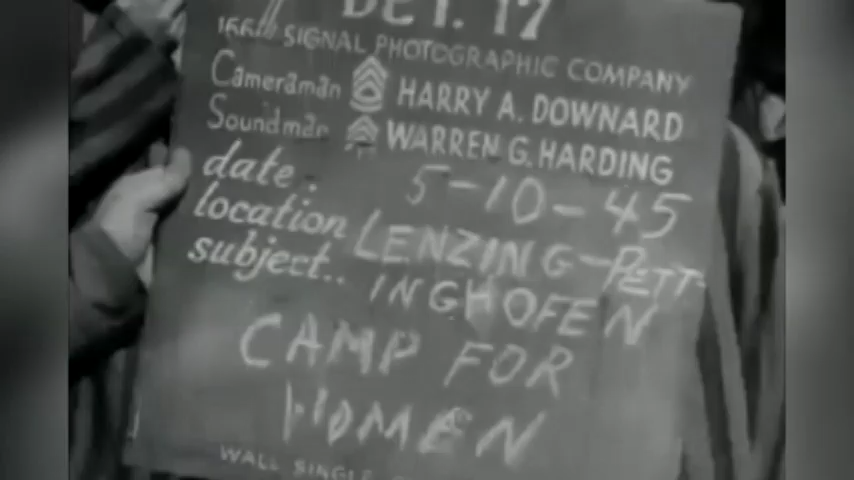 DET. 17
166th SIGNAL PHOTOGRAPHIC COMPANY
Cameraman HARRY A. DOWNARD
Soundman WARREN G. HARDING
date. 5-10-45
location LENZING-PETT-
subject.. INGHOFEN
CAMP FOR
WOMEN
WALL SINGLE